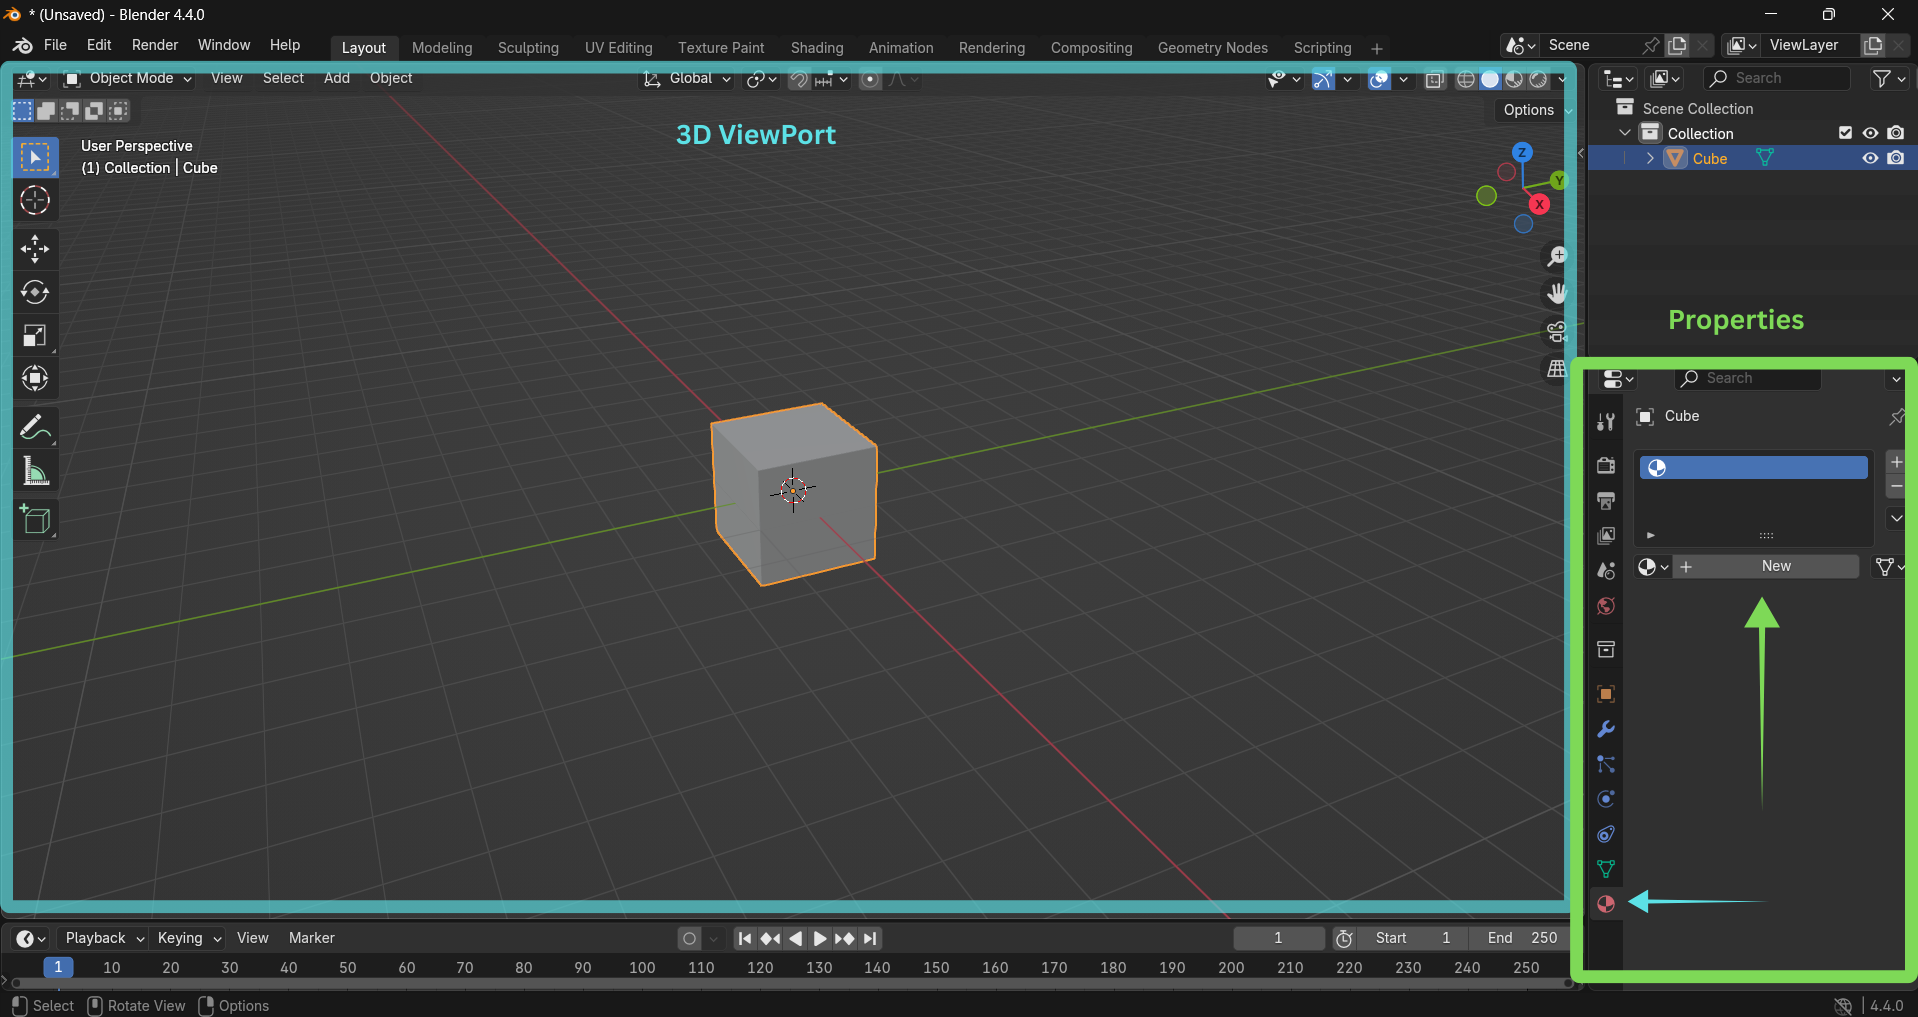 * (Unsaved) - Blender 4.4.0
File Edit Render Window Help Layout Modeling Sculpting UV Editing Texture Paint Shading Animation Rendering Compositing Geometry Nodes Scripting + Scene ViewLayer
Object Mode View Select Add Object Global Search
Options
Scene Collection
3D ViewPort
Collection
User Perspective
(1) Collection | Cube
Cube
Z
Y
X
Properties
Search
Cube
New
Playback Keying View Marker 1 Start 1 End 250
1 10 20 30 40 50 60 70 80 90 100 110 120 130 140 150 160 170 180 190 200 210 220 230 240 250
Select Rotate View Options 4.4.0